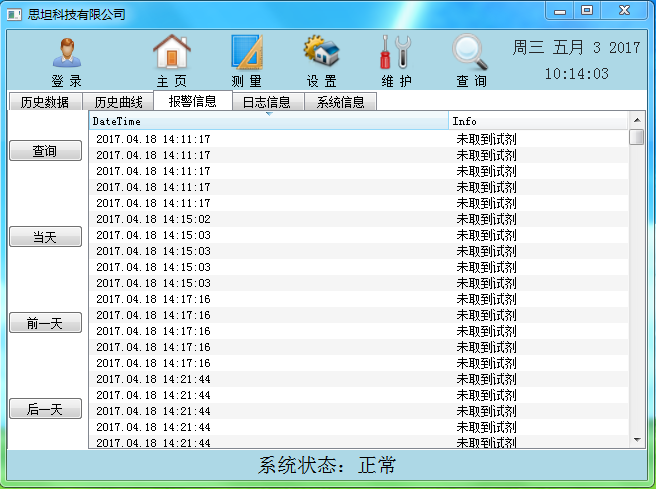 思坦科技有限公司
登 录
主 页
测 量
设 置
维 护
查 询
周三 五月 3 2017
10:14:03
历史数据 历史曲线 报警信息 日志信息 系统信息
查询
当天
前一天
后一天
DateTime Info
2017.04.18 14:11:17 未取到试剂
2017.04.18 14:11:17 未取到试剂
2017.04.18 14:11:17 未取到试剂
2017.04.18 14:11:17 未取到试剂
2017.04.18 14:11:17 未取到试剂
2017.04.18 14:15:02 未取到试剂
2017.04.18 14:15:03 未取到试剂
2017.04.18 14:15:03 未取到试剂
2017.04.18 14:15:03 未取到试剂
2017.04.18 14:15:03 未取到试剂
2017.04.18 14:17:16 未取到试剂
2017.04.18 14:17:16 未取到试剂
2017.04.18 14:17:16 未取到试剂
2017.04.18 14:17:16 未取到试剂
2017.04.18 14:17:16 未取到试剂
2017.04.18 14:21:44 未取到试剂
2017.04.18 14:21:44 未取到试剂
2017.04.18 14:21:44 未取到试剂
2017.04.18 14:21:44 未取到试剂
2017.04.18 14:21:44 未取到试剂
系统状态：正常